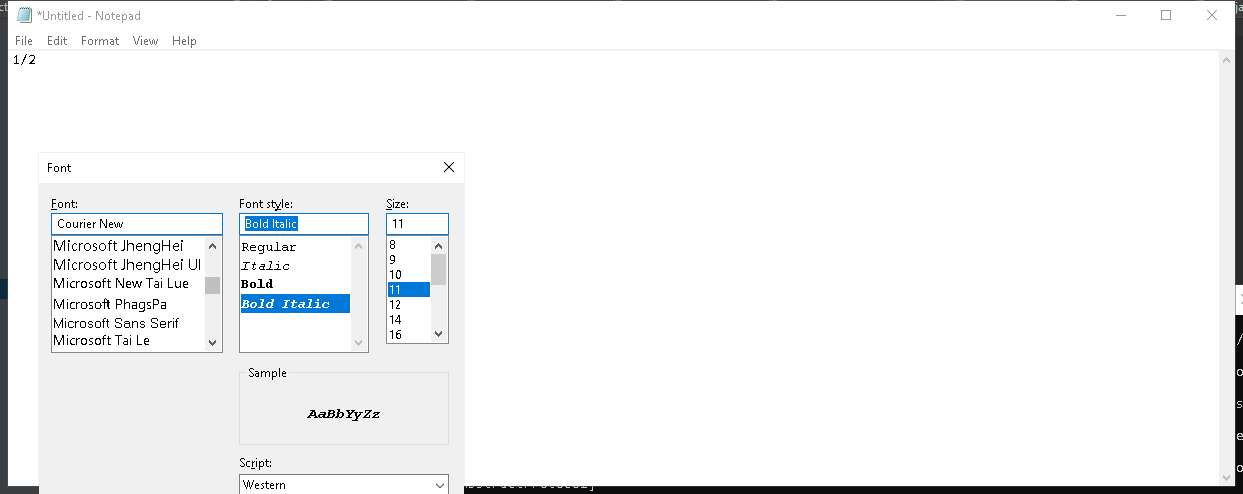 *Untitled - Notepad
File Edit Format View Help
1/2
Font
Font: Font style: Size:
Courier New Bold Italic 11
Microsoft JhengHei Regular 8
Microsoft JhengHei UI Italic 9
Microsoft New Tai Lue Bold 10
Microsoft PhagsPa Bold Italic 11
Microsoft Sans Serif 12
Microsoft Tai Le 14
16
Sample
AaBbYyZz
Script:
Western